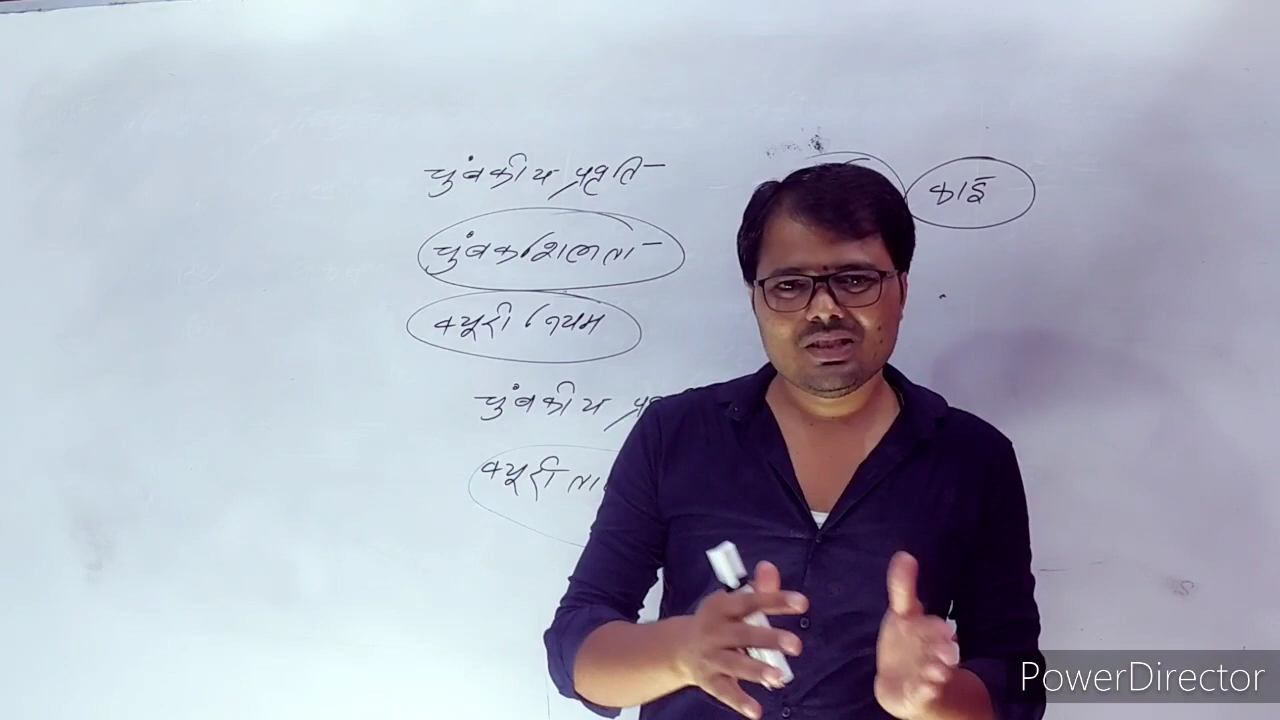 चुंबकीय प्रवृति-
काई
चुंबकशिलता-
क्यूरी नियम
चुंबकीय
क्यूरी
PowerDirector